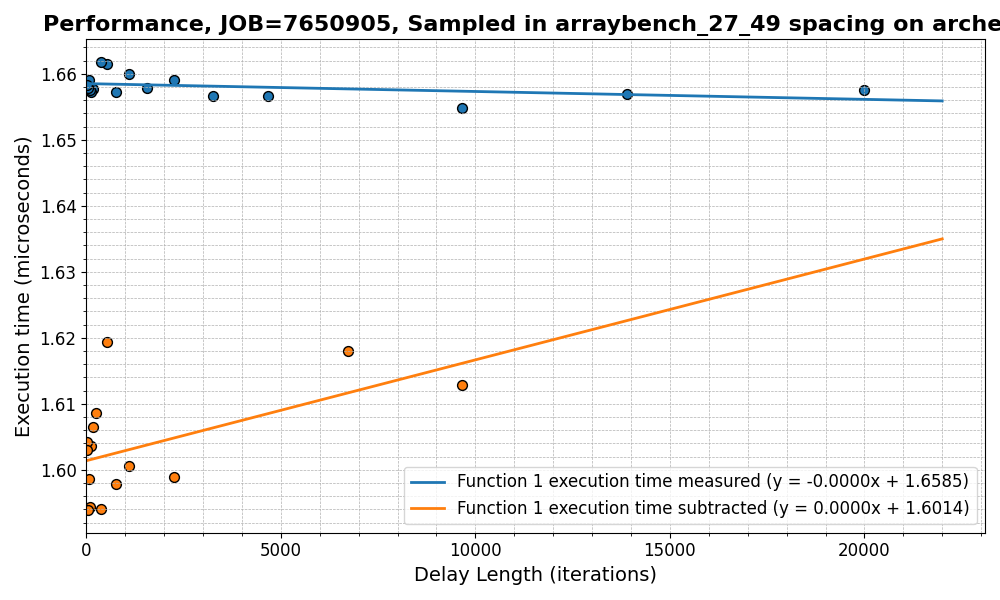 Performance, JOB=7650905, Sampled in arraybench_27_49 spacing on arche
Execution time (microseconds)
1.66
1.65
1.64
1.63
1.62
1.61
1.60
Function 1 execution time measured (y = -0.0000x + 1.6585)
Function 1 execution time subtracted (y = 0.0000x + 1.6014)
0 5000 10000 15000 20000
Delay Length (iterations)